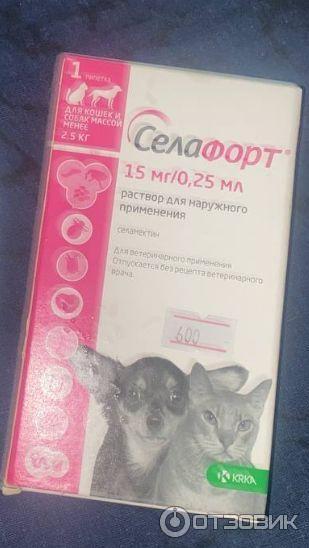 1
пипетка
ДЛЯ КОШЕК И
СОБАК МАССОЙ
МЕНЕЕ
2,5 КГ
Селафорт®
15 мг/0,25 мл
раствор для наружного
применения
селамектин
Для ветеринарного применения
Отпускается без рецепта ветеринарного
врача.
600
KRKA
ОТЗОВИК